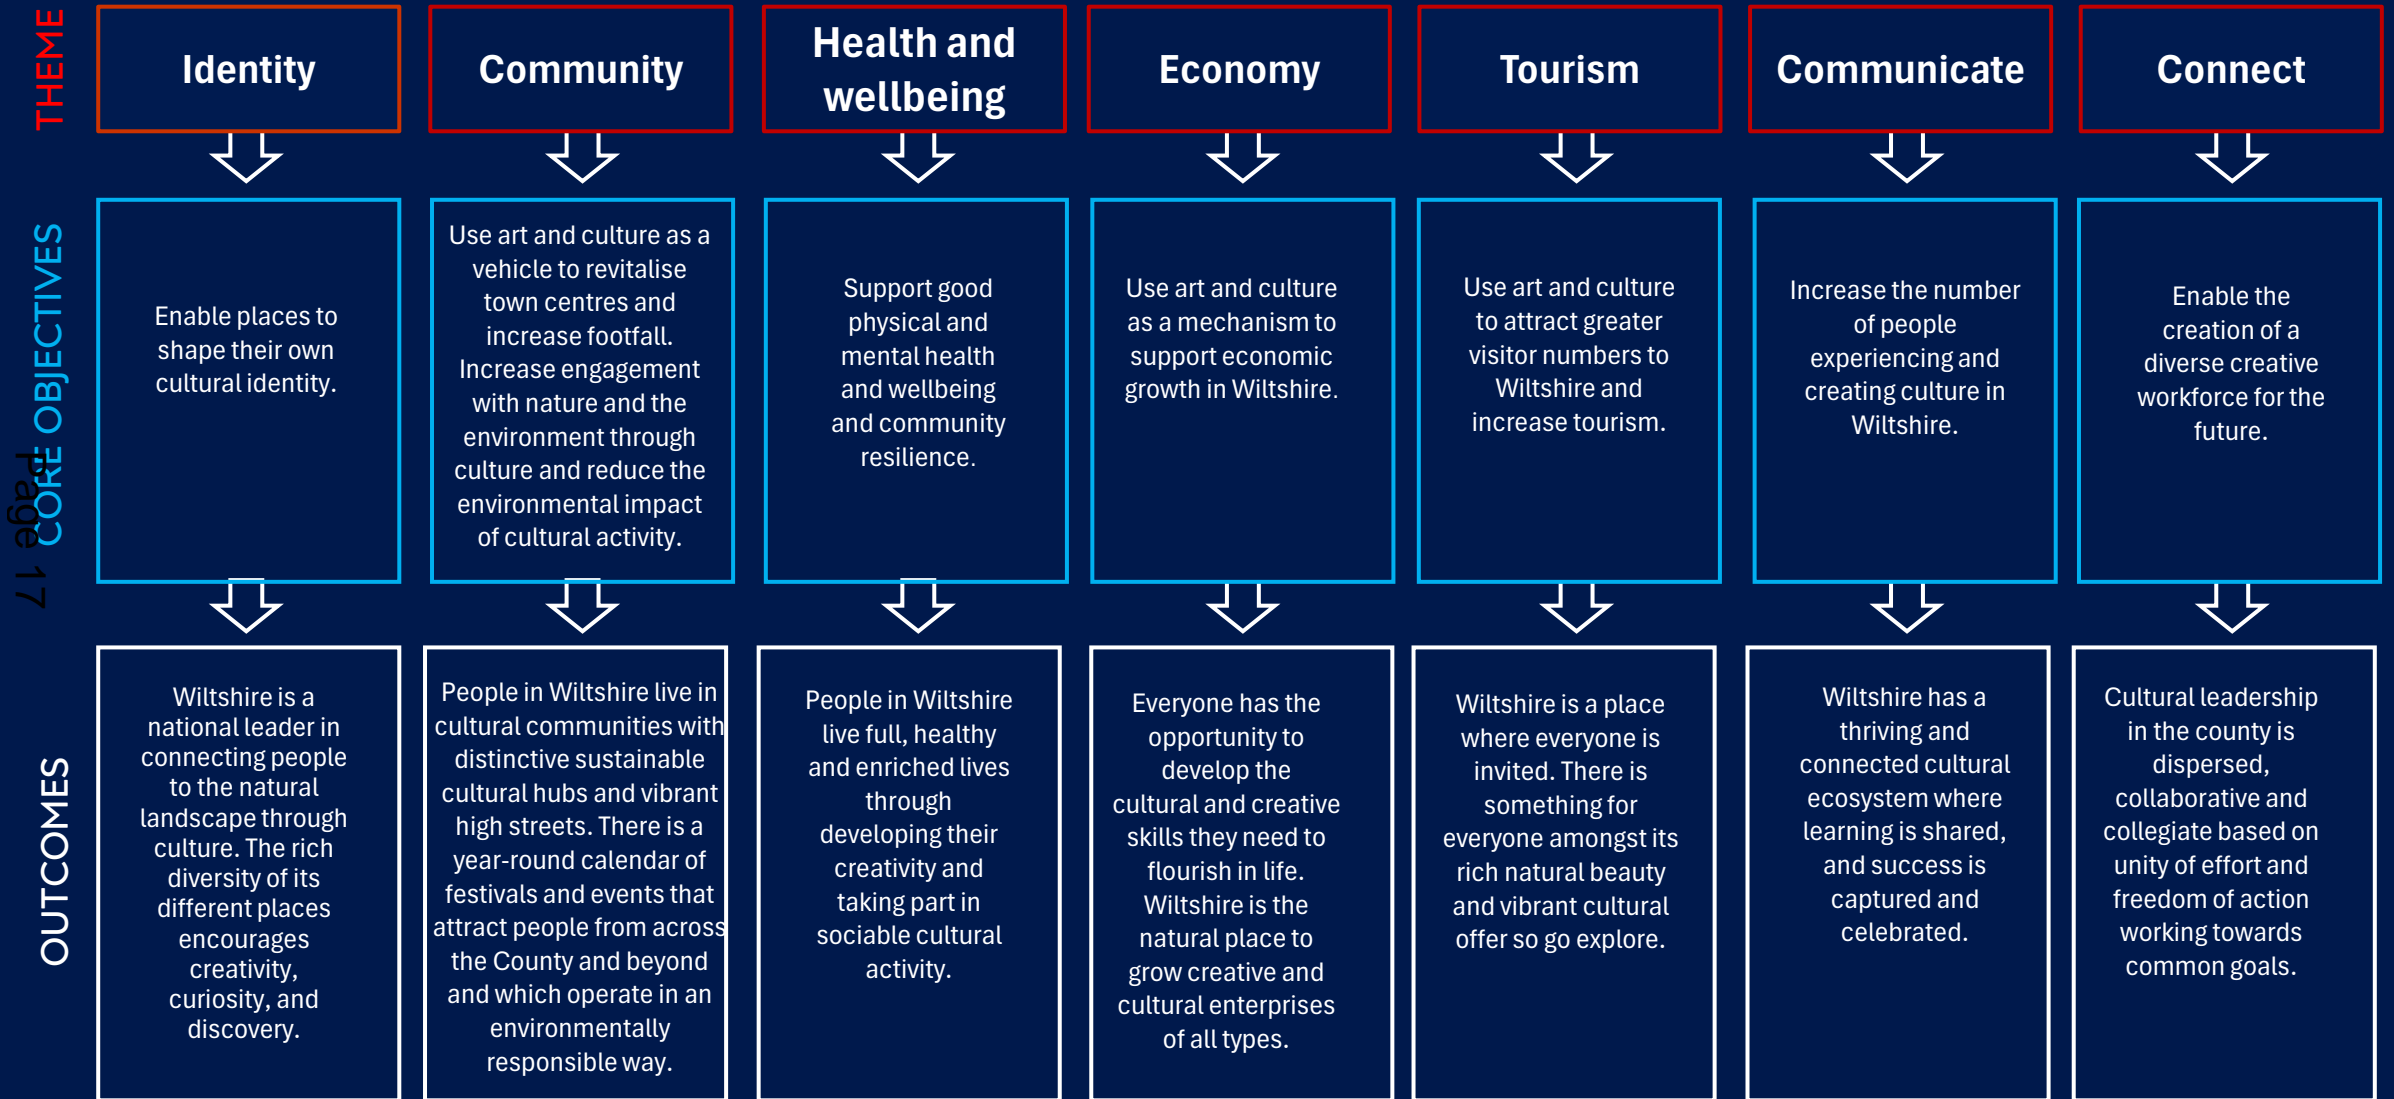 THEME
Identity
Community
Health and
wellbeing
Economy
Tourism
Communicate
Connect
CORE OBJECTIVES
Enable places to
shape their own
cultural identity.
Use art and culture as a
vehicle to revitalise
town centres and
increase footfall.
Increase engagement
with nature and the
environment through
culture and reduce the
environmental impact
of cultural activity.
Support good
physical and
mental health
and wellbeing
and community
resilience.
Use art and culture
as a mechanism to
support economic
growth in Wiltshire.
Use art and culture
to attract greater
visitor numbers to
Wiltshire and
increase tourism.
Increase the number
of people
experiencing and
creating culture in
Wiltshire.
Enable the
creation of a
diverse creative
workforce for the
future.
Page 17
OUTCOMES
Wiltshire is a
national leader in
connecting people
to the natural
landscape through
culture. The rich
diversity of its
different places
encourages
creativity,
curiosity, and
discovery.
People in Wiltshire live in
cultural communities with
distinctive sustainable
cultural hubs and vibrant
high streets. There is a
year-round calendar of
festivals and events that
attract people from across
the County and beyond
and which operate in an
environmentally
responsible way.
People in Wiltshire
live full, healthy
and enriched lives
through
developing their
creativity and
taking part in
sociable cultural
activity.
Everyone has the
opportunity to
develop the
cultural and creative
skills they need to
flourish in life.
Wiltshire is the
natural place to
grow creative and
cultural enterprises
of all types.
Wiltshire is a place
where everyone is
invited. There is
something for
everyone amongst its
rich natural beauty
and vibrant cultural
offer so go explore.
Wiltshire has a
thriving and
connected cultural
ecosystem where
learning is shared,
and success is
captured and
celebrated.
Cultural leadership
in the county is
dispersed,
collaborative and
collegiate based on
unity of effort and
freedom of action
working towards
common goals.